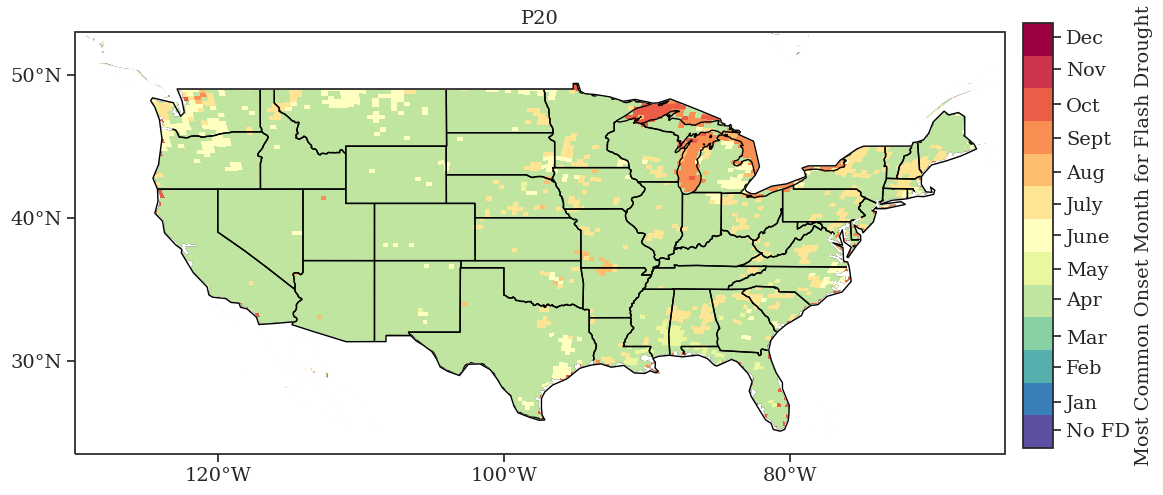 P20
50°N
40°N
30°N
120°W
100°W
80°W
Dec
Nov
Oct
Sept
Aug
July
June
May
Apr
Mar
Feb
Jan
No FD
Most Common Onset Month for Flash Drought